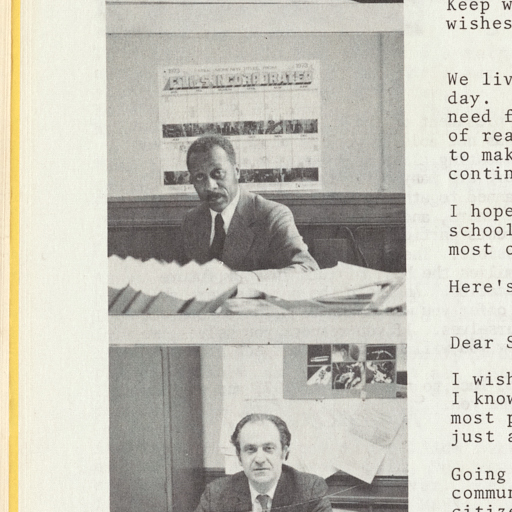 FILMS INCORPORATED
Keep w
wishes
We liv
day.
need f
of rea
to mak
contin
I hope
school
most o
Here's
Dear S
I wish
I know
most p
just a
Going
commun
citize